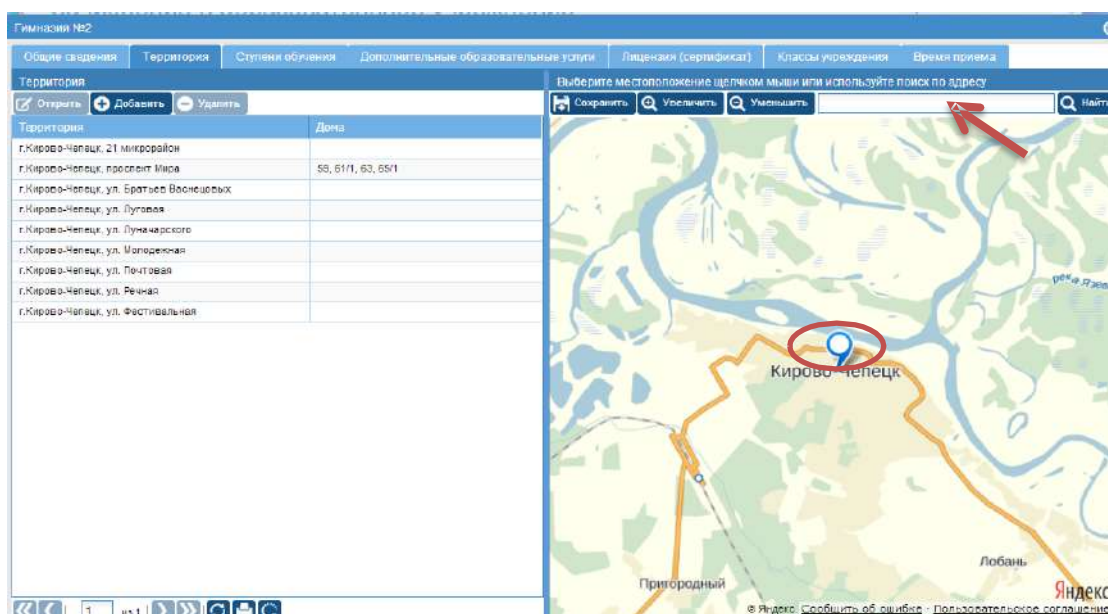 Гимназия №2
Общие сведения Территория Ступени обучения Дополнительные образовательные услуги Лицензия (сертификат) Классы учреждения Время приема
Территория
Выберите местоположение щелчком мыши или используйте поиск по адресу
Открыть Добавить Удалить
Сохранить Увеличить Уменьшить Найти
Территория Дома
г.Кирово-Чепецк, 21 микрорайон
г.Кирово-Чепецк, проспект Мира 59, 61/1, 63, 65/1
г.Кирово-Чепецк, ул. Братьев Васнецовых
г.Кирово-Чепецк, ул. Луговая
г.Кирово-Чепецк, ул. Луначарского
г.Кирово-Чепецк, ул. Молодежная
г.Кирово-Чепецк, ул. Почтовая
г.Кирово-Чепецк, ул. Речная
г.Кирово-Чепецк, ул. Фестивальная
река
Кирово-Чепецк
Лобань
Пригородный
Яндекс
© Яндекс Сообщить об ошибке · Пользовательское соглашение
1 из 1